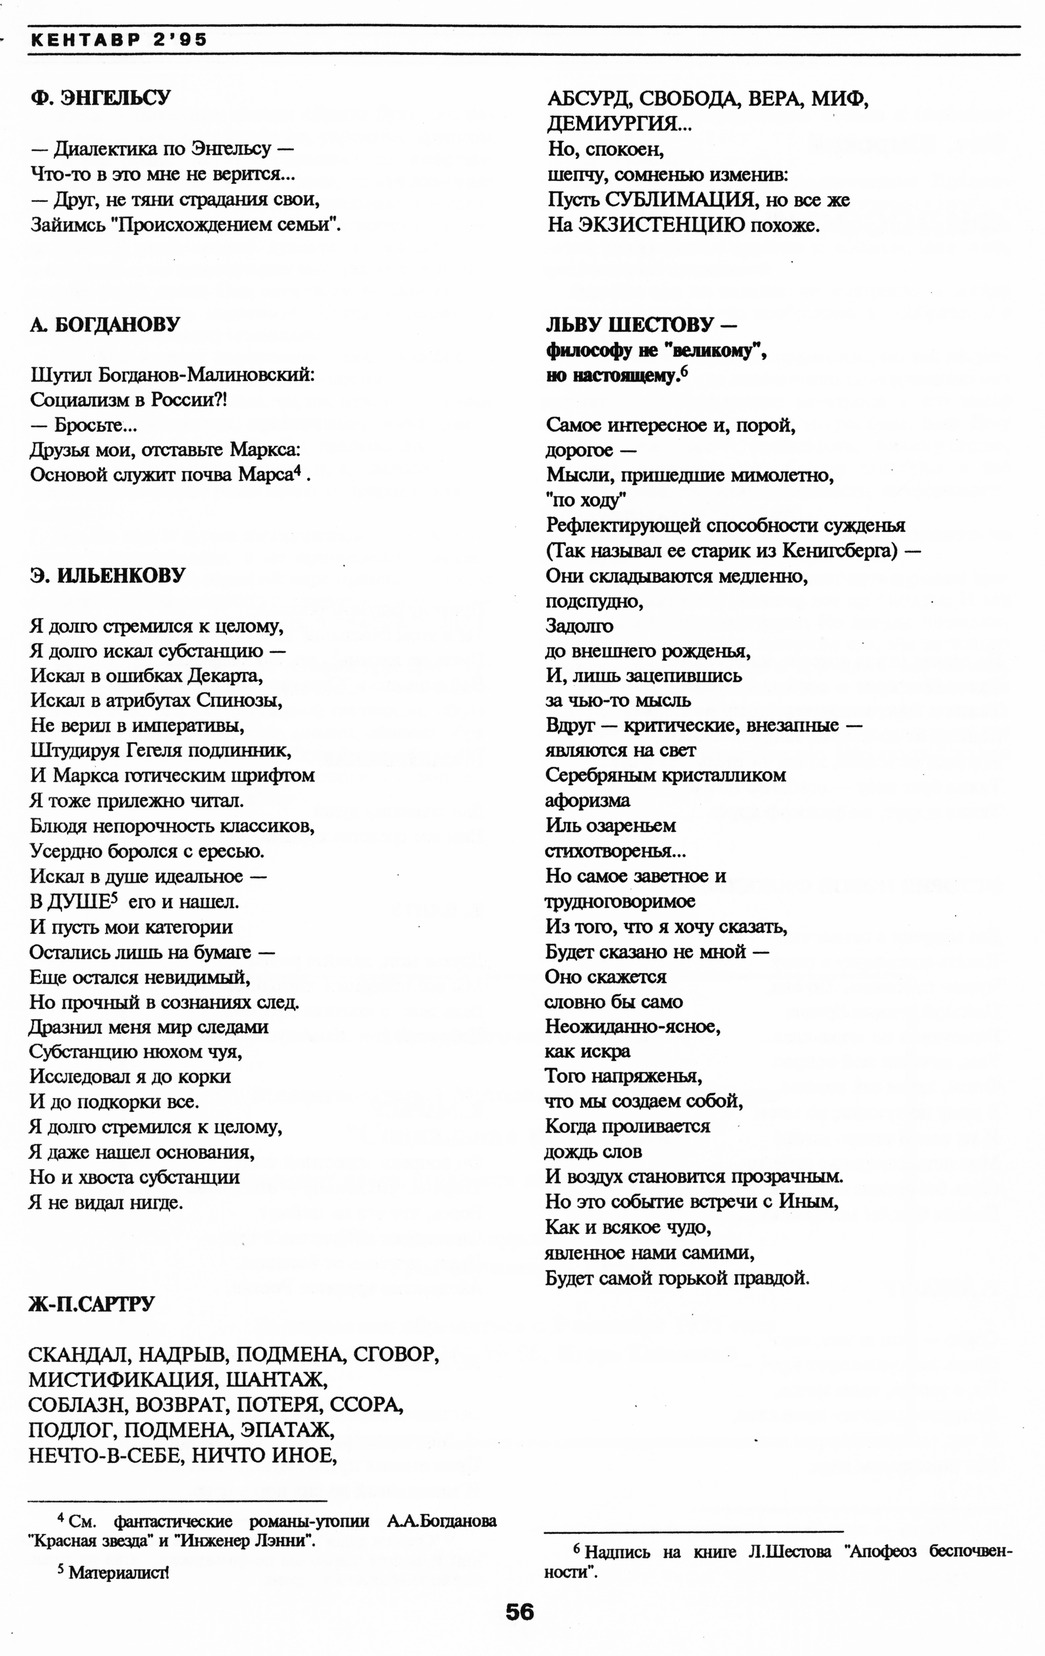 КЕНТАВР 2'95
Ф. ЭНГЕЛЬСУ
— Диалектика по Энгельсу —
Что-то в это мне не верится...
— Друг, не тяни страдания свои,
Займись "Происхождением семьи".
А. БОГДАНОВУ
Шутил Богданов-Малиновский:
Социализм в России?!
— Бросьте...
Друзья мои, отставьте Маркса:
Основой служит почва Марса⁴ .
Э. ИЛЬЕНКОВУ
Я долго стремился к целому,
Я долго искал субстанцию —
Искал в ошибках Декарта,
Искал в атрибутах Спинозы,
Не верил в императивы,
Штудируя Гегеля подлинник,
И Маркса готическим шрифтом
Я тоже прилежно читал.
Блюдя непорочность классиков,
Усердно боролся с ересью.
Искал в душе идеальное —
В ДУШЕ⁵ его и нашел.
И пусть мои категории
Остались лишь на бумаге —
Еще остался невидимый,
Но прочный в сознаниях след.
Дразнил меня мир следами
Субстанцию нюхом чуя,
Исследовал я до корки
И до подкорки все.
Я долго стремился к целому,
Я даже нашел основания,
Но и хвоста субстанции
Я не видал нигде.
Ж-П.САРТРУ
СКАНДАЛ, НАДРЫВ, ПОДМЕНА, СГОВОР,
МИСТИФИКАЦИЯ, ШАНТАЖ,
СОБЛАЗН, ВОЗВРАТ, ПОТЕРЯ, ССОРА,
ПОДЛОГ, ПОДМЕНА, ЭПАТАЖ,
НЕЧТО-В-СЕБЕ, НИЧТО ИНОЕ,
⁴ См. фантастические романы-утопии А.А.Богданова
"Красная звезда" и "Инженер Лэнни".
⁵ Материалист!
АБСУРД, СВОБОДА, ВЕРА, МИФ,
ДЕМИУРГИЯ...
Но, спокоен,
шепчу, сомненью изменив:
Пусть СУБЛИМАЦИЯ, но все же
На ЭКЗИСТЕНЦИЮ похоже.
ЛЬВУ ШЕСТОВУ —
философу не "великому",
но настоящему.⁶
Самое интересное и, порой,
дорогое —
Мысли, пришедшие мимолетно,
"по ходу"
Рефлектирующей способности сужденья
(Так называл ее старик из Кенигсберга) —
Они складываются медленно,
подспудно,
Задолго
до внешнего рожденья,
И, лишь зацепившись
за чью-то мысль
Вдруг — критические, внезапные —
являются на свет
Серебряным кристалликом
афоризма
Иль озареньем
стихотворенья...
Но самое заветное и
трудноговоримое
Из того, что я хочу сказать,
Будет сказано не мной —
Оно скажется
словно бы само
Неожиданно-ясное,
как искра
Того напряженья,
что мы создаем собой,
Когда проливается
дождь слов
И воздух становится прозрачным.
Но это событие встречи с Иным,
Как и всякое чудо,
явленное нами самими,
Будет самой горькой правдой.
⁶ Надпись на книге Л.Шестова "Апофеоз беспочвен-
ности".
56